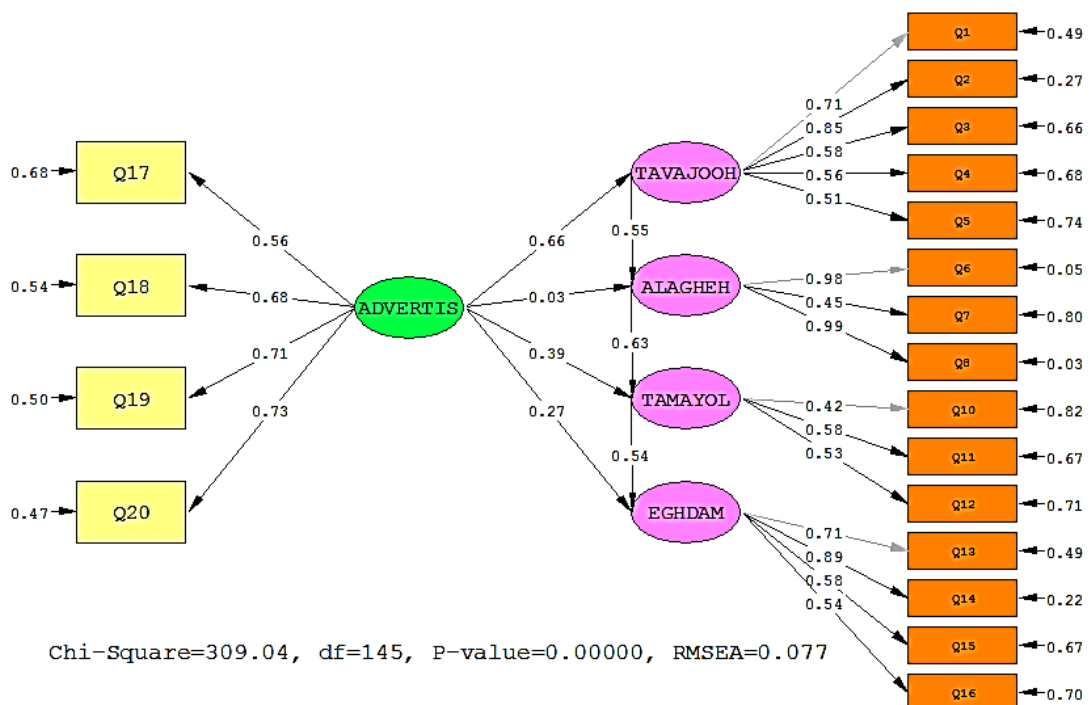 0.68
Q17
0.54
Q18
0.50
Q19
0.47
Q20
0.56
0.68
0.71
0.73
ADVERTIS
0.66
0.03
0.39
0.27
TAVAJOOH
0.55
ALAGHEH
0.63
TAMAYOL
0.54
EGHDAM
0.71
0.85
0.58
0.56
0.51
0.98
0.45
0.99
0.42
0.58
0.53
0.71
0.89
0.58
0.54
Q1 0.49
Q2 0.27
Q3 0.66
Q4 0.68
Q5 0.74
Q6 0.05
Q7 0.80
Q8 0.03
Q10 0.82
Q11 0.67
Q12 0.71
Q13 0.49
Q14 0.22
Q15 0.67
Q16 0.70
Chi-Square=309.04, df=145, P-value=0.00000, RMSEA=0.077